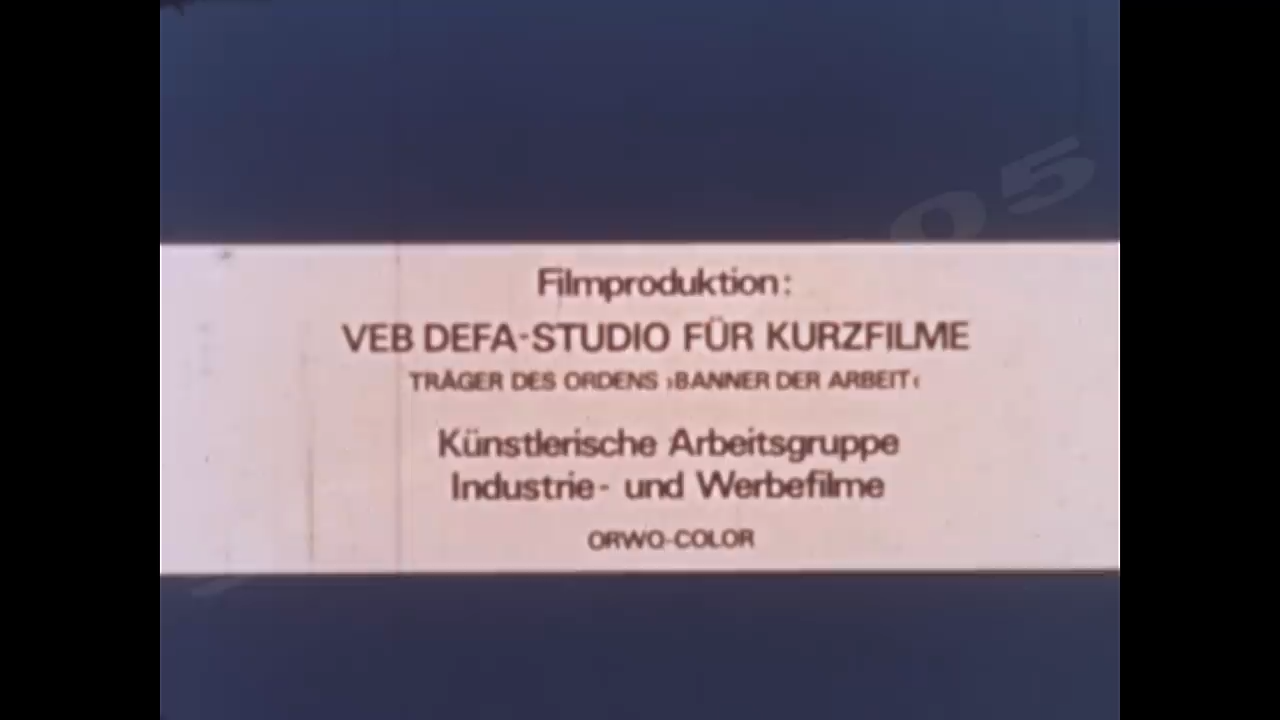 05
Filmproduktion:
VEB DEFA-STUDIO FÜR KURZFILME
TRÄGER DES ORDENS ›BANNER DER ARBEIT‹
Künstlerische Arbeitsgruppe
Industrie- und Werbefilme
ORWO-COLOR